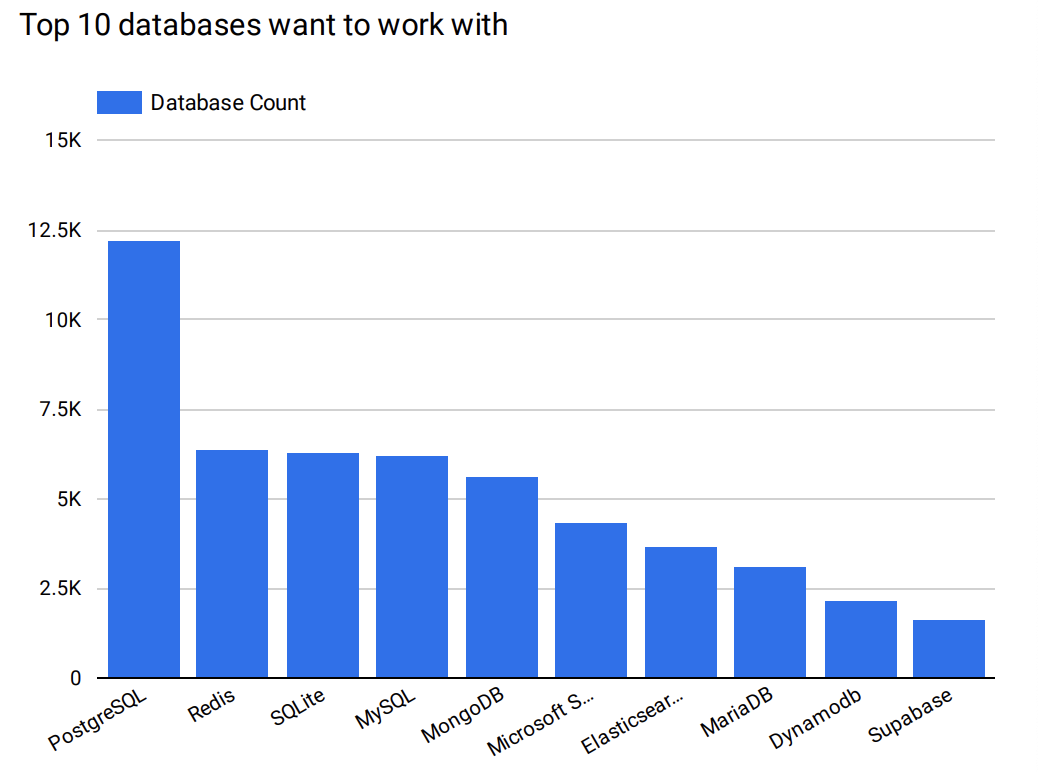 Top 10 databases want to work with
Database Count
15K
12.5K
10K
7.5K
5K
2.5K
0
PostgreSQL
Redis
SQLite
MySQL
MongoDB
Microsoft S...
Elasticsear...
MariaDB
Dynamodb
Supabase